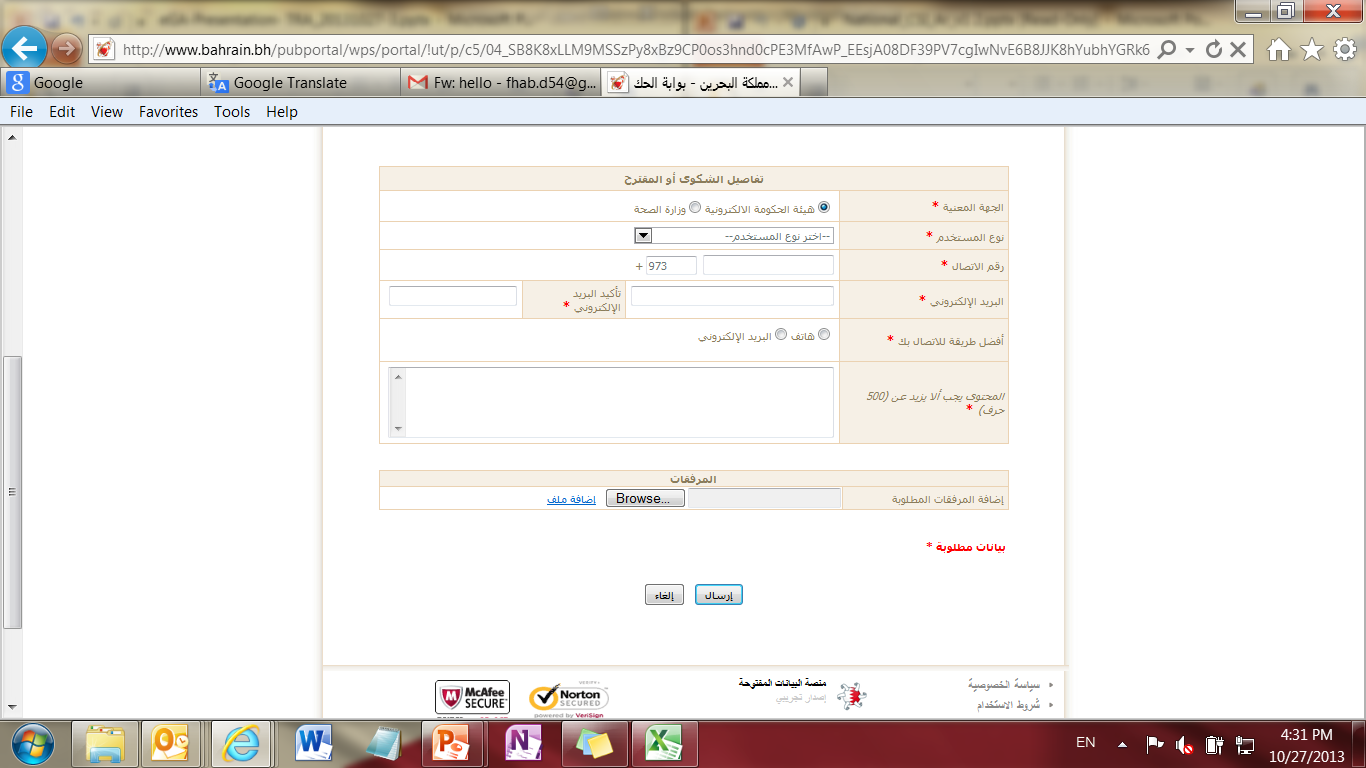 http://www.bahrain.bh/pubportal/wps/portal/!ut/p/c5/04_SB8K8xLLM9MSSzPy8xBz9CP0os3hnd0cPE3MfAwP_EEsjA08DF39PV7cgIwNvE6B8JJK8hYubhYGRk6
Google
Google Translate
Fw: hello - fhab.d54@g...
مملكة البحرين - بوابة الحك...
File Edit View Favorites Tools Help
تفاصيل الشكوى أو المقترح
الجهة المعنية *
هيئة الحكومة الالكترونية وزارة الصحة
نوع المستخدم *
--اختر نوع المستخدم--
رقم الاتصال *
973 +
البريد الإلكتروني *
تأكيد البريد
الإلكتروني *
أفضل طريقة للاتصال بك *
هاتف البريد الإلكتروني
المحتوى يجب ألا يزيد عن (500
حرف) *
المرفقات
إضافة المرفقات المطلوبة
Browse...
إضافة ملف
بيانات مطلوبة *
إرسال
إلغاء
سياسة الخصوصية
شروط الاستخدام
منصة البيانات المفتوحة
إصدار تجريبي
VERIFY
Norton
SECURED
powered by VeriSign
McAfee
SECURE
EN
4:31 PM
10/27/2013